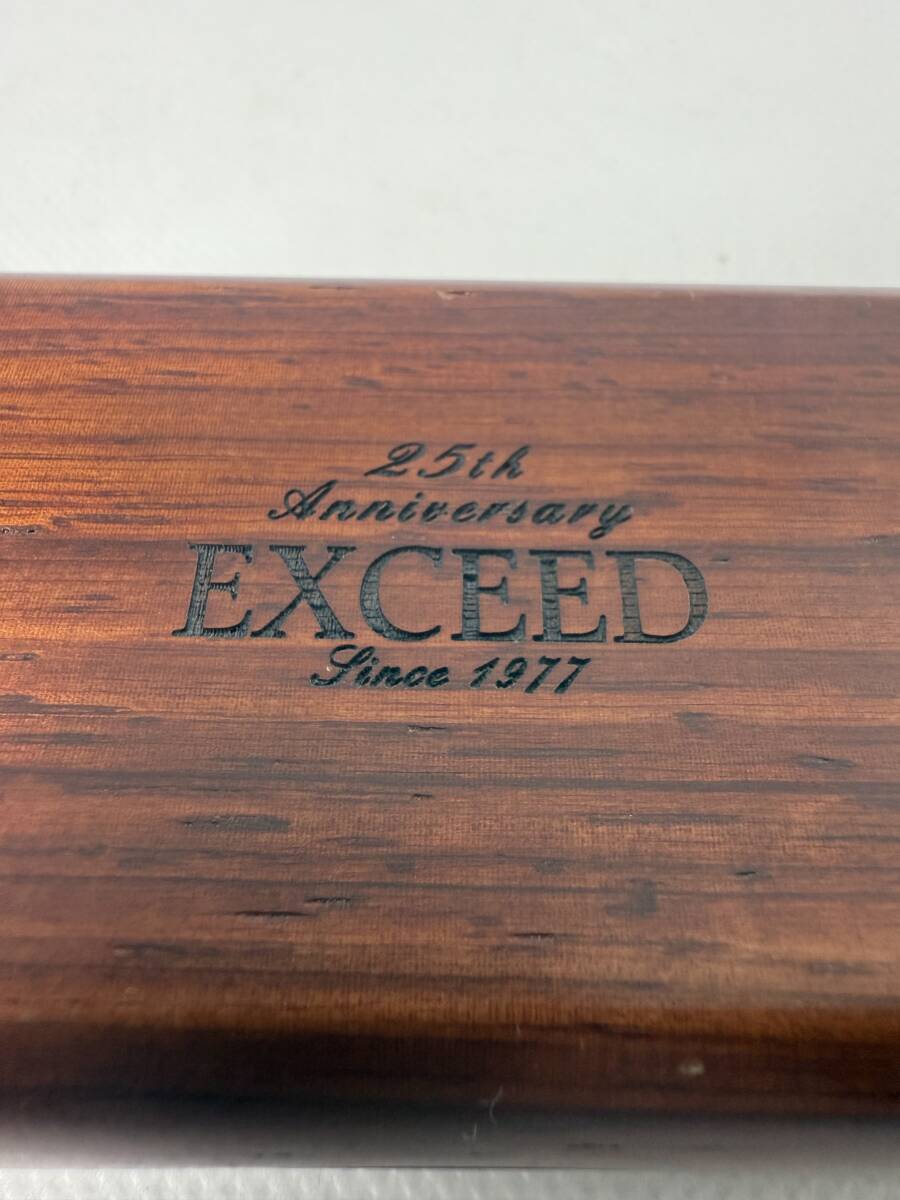 25th
Anniversary
EXCEED
Since 1977